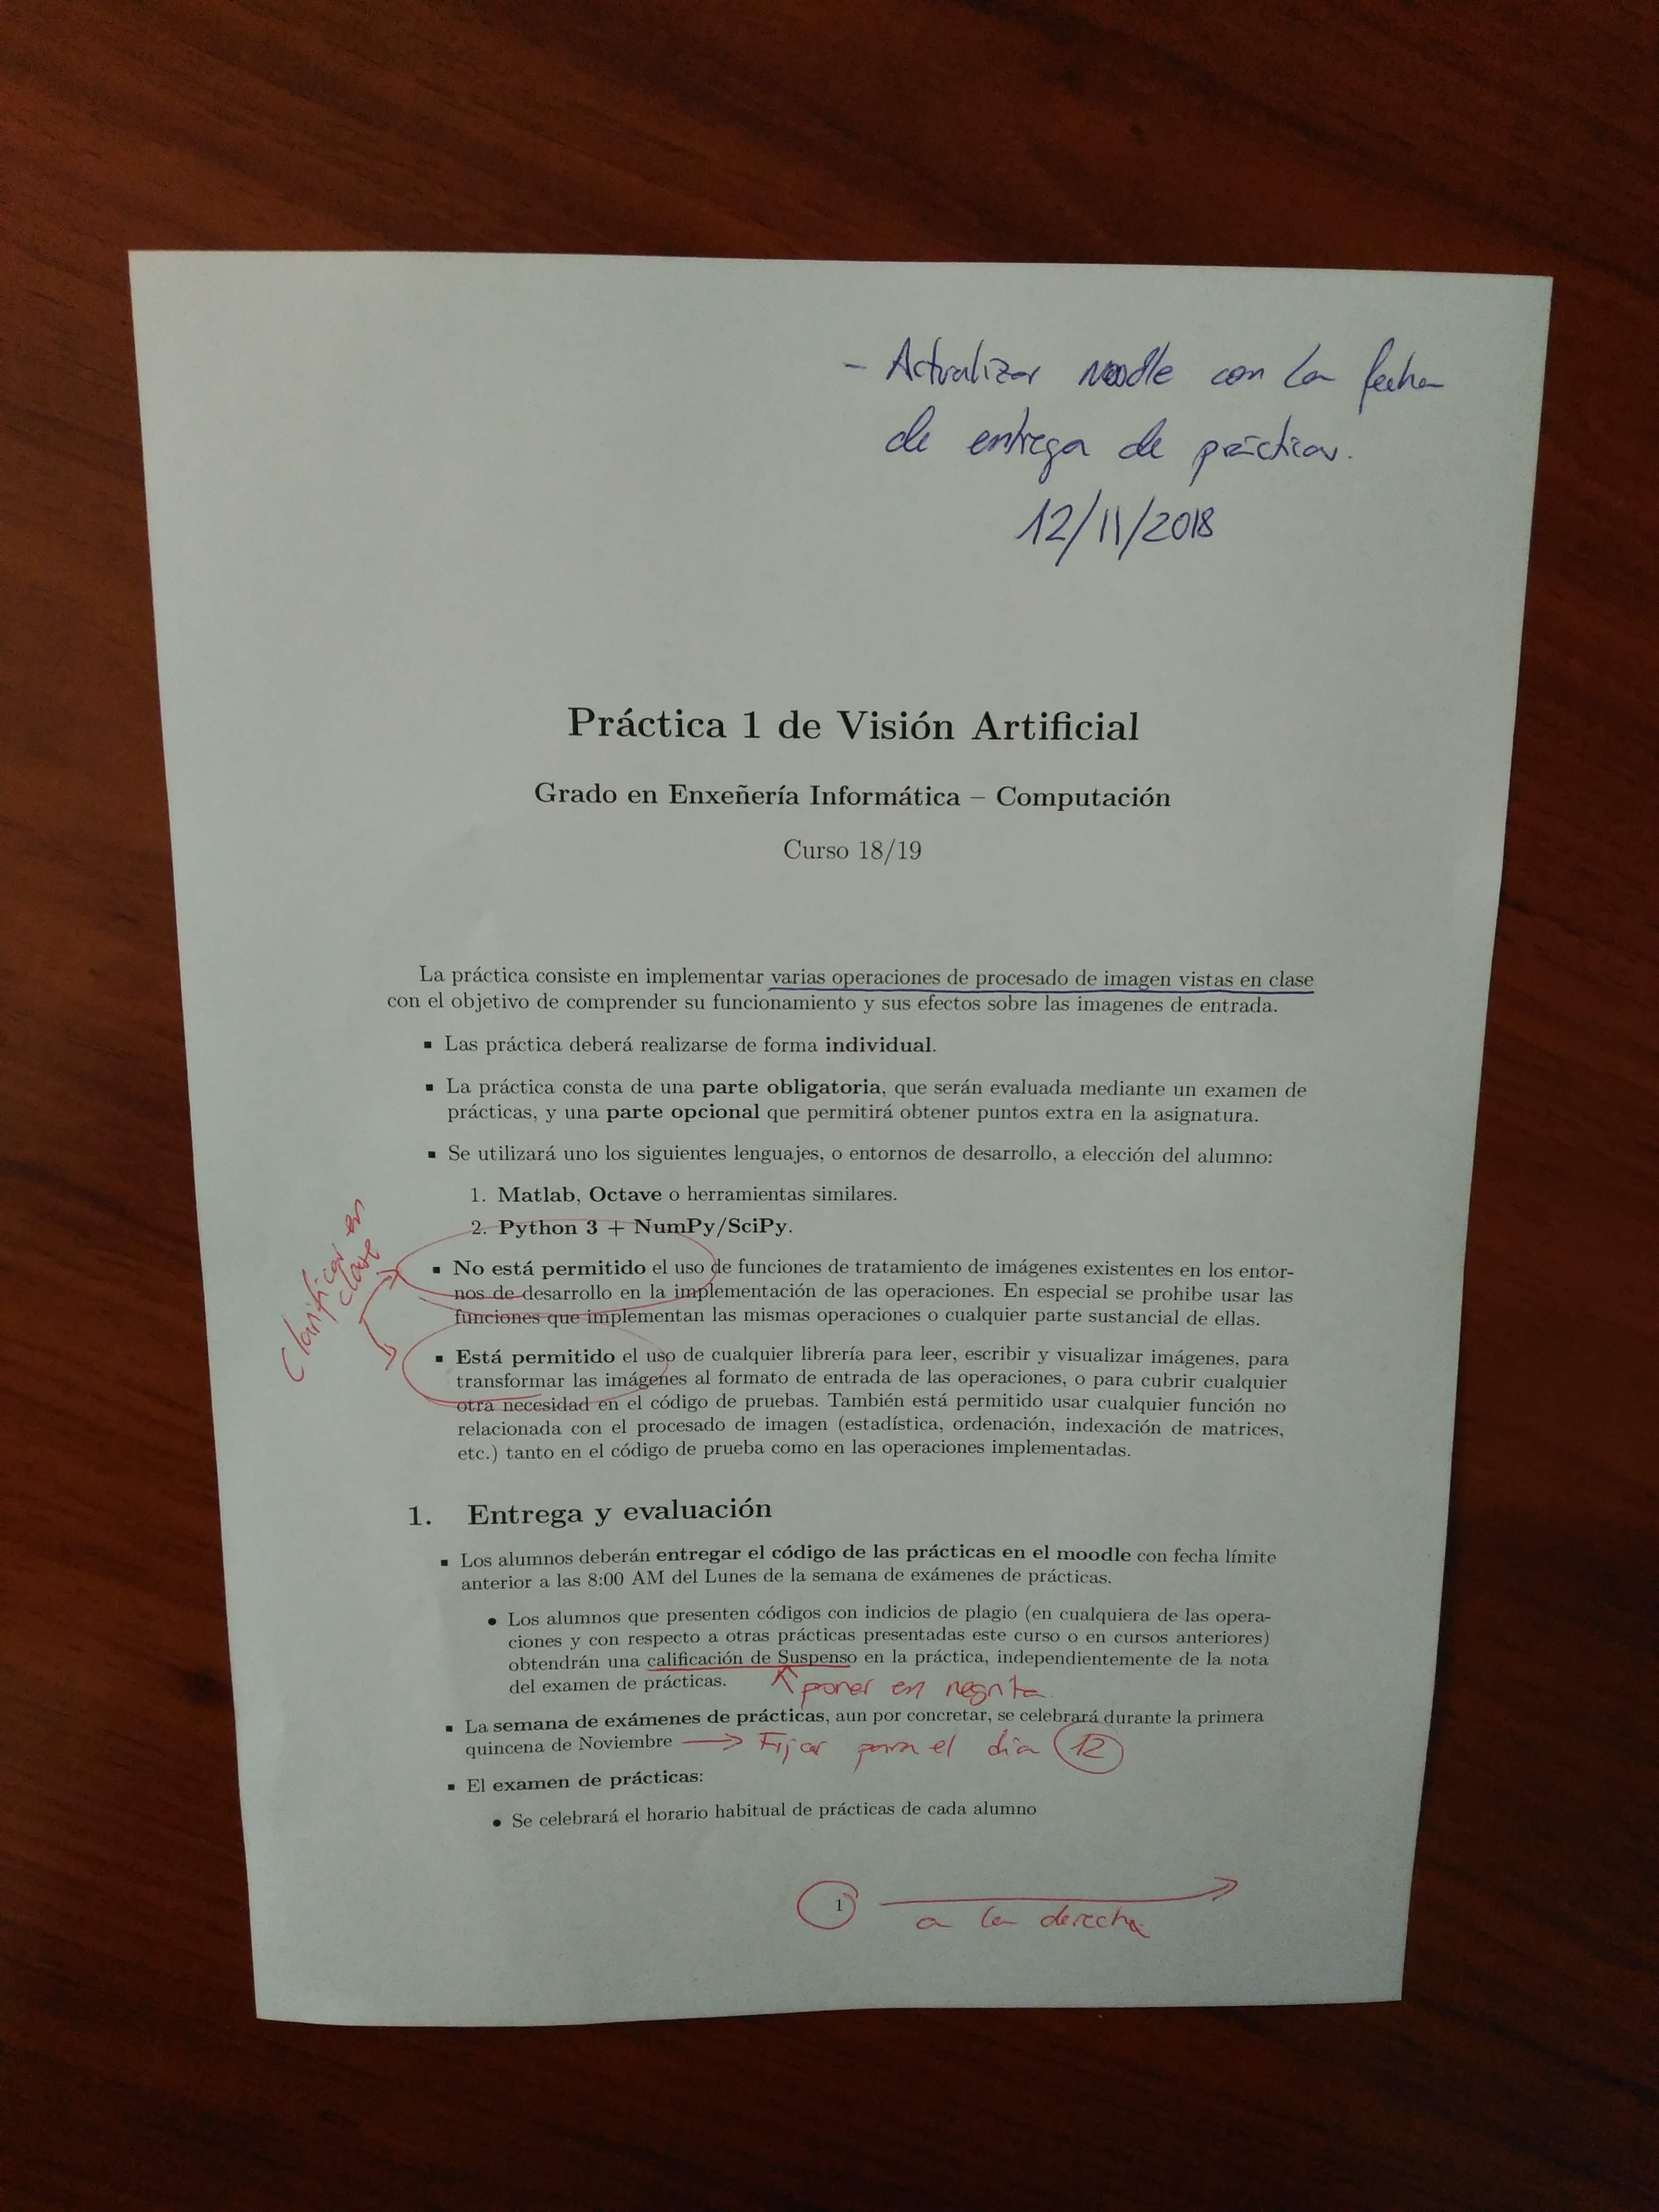 - Actualizar moodle con la fecha
de entrega de prácticas.
12/11/2018
Práctica 1 de Visión Artificial
Grado en Enxeñería Informática – Computación
Curso 18/19
La práctica consiste en implementar varias operaciones de procesado de imagen vistas en clase
con el objetivo de comprender su funcionamiento y sus efectos sobre las imagenes de entrada.
▪ Las práctica deberá realizarse de forma individual.
▪ La práctica consta de una parte obligatoria, que serán evaluada mediante un examen de
prácticas, y una parte opcional que permitirá obtener puntos extra en la asignatura.
▪ Se utilizará uno los siguientes lenguajes, o entornos de desarrollo, a elección del alumno:
1. Matlab, Octave o herramientas similares.
2. Python 3 + NumPy/SciPy.
Clarificar en
clase
▪ No está permitido el uso de funciones de tratamiento de imágenes existentes en los entor-
nos de desarrollo en la implementación de las operaciones. En especial se prohibe usar las
funciones que implementan las mismas operaciones o cualquier parte sustancial de ellas.
▪ Está permitido el uso de cualquier librería para leer, escribir y visualizar imágenes, para
transformar las imágenes al formato de entrada de las operaciones, o para cubrir cualquier
otra necesidad en el código de pruebas. También está permitido usar cualquier función no
relacionada con el procesado de imagen (estadística, ordenación, indexación de matrices,
etc.) tanto en el código de prueba como en las operaciones implementadas.
1. Entrega y evaluación
▪ Los alumnos deberán entregar el código de las prácticas en el moodle con fecha límite
anterior a las 8:00 AM del Lunes de la semana de exámenes de prácticas.
• Los alumnos que presenten códigos con indicios de plagio (en cualquiera de las opera-
ciones y con respecto a otras prácticas presentadas este curso o en cursos anteriores)
obtendrán una calificación de Suspenso en la práctica, independientemente de la nota
del examen de prácticas. poner en negrita
▪ La semana de exámenes de prácticas, aun por concretar, se celebrará durante la primera
quincena de Noviembre → Fijar para el día 12
▪ El examen de prácticas:
• Se celebrará el horario habitual de prácticas de cada alumno
1
a la derecha